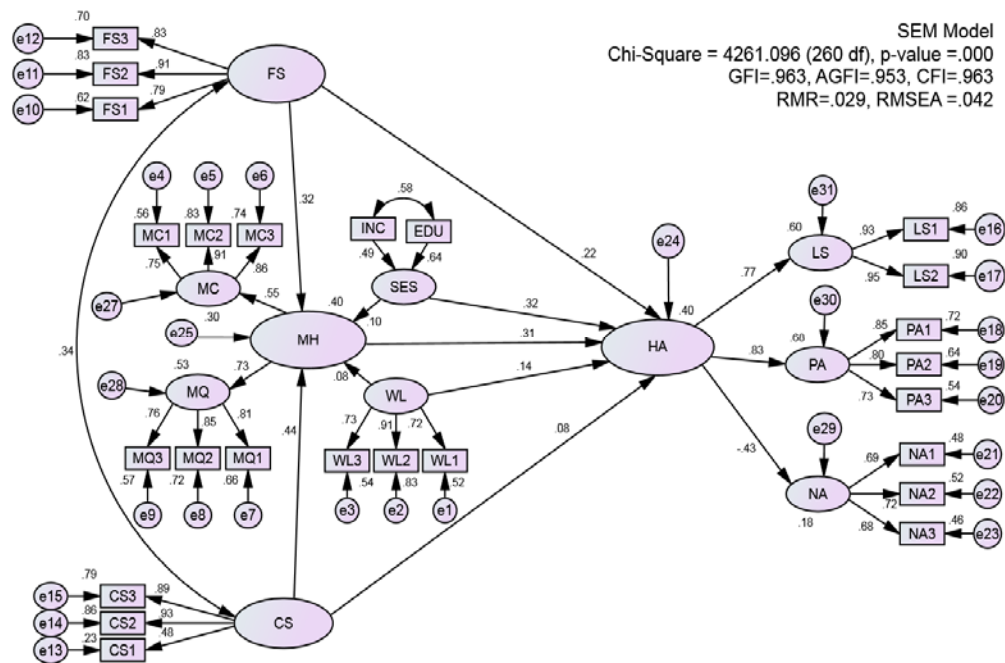 SEM Model
Chi-Square = 4261.096 (260 df), p-value =.000
GFI=.963, AGFI=.953, CFI=.963
RMR=.029, RMSEA =.042
.70
e12 FS3 .83
.83
e11 FS2 .91
FS
.62
e10 FS1 .79
e4 e5 e6
.56 .83 .74
MC1 MC2 MC3
.75 .91 .86
.32
.58
INC EDU
.49 .64
.22
e31
.60 .93 LS1 .86 e16
LS
.95 LS2 .90 e17
e24
.77
MC
e27
.55
.30
SES
.40
.10
.32
e25
MH
.31
HA
.40
e30
.68
PA
.83
.85 PA1 .72 e18
.80 PA2 .64 e19
.73 PA3 .54 e20
.34
.73
.53
e28 MQ
.08
WL
.14
.76 .85 .81
.73 .91 .72
MQ3 MQ2 MQ1
WL3 WL2 WL1
.57 .72 .66
.54 .83 .52
e9 e8 e7
e3 e2 e1
.44
.08
-.43
e29
NA
.18
.69 NA1 .48 e21
.72 NA2 .52 e22
.68 NA3 .46 e23
.79
e15 CS3 .89
e14 .86 CS2 .93
CS
e13 .23 CS1 .48